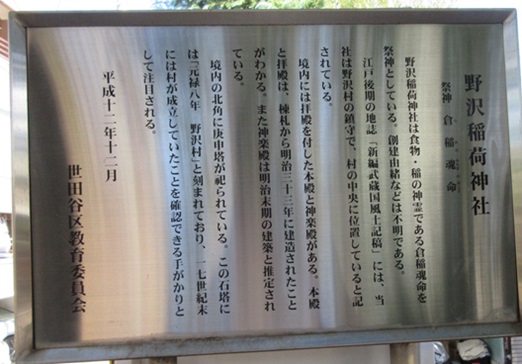 野沢稲荷神社
祭神 倉稲魂命
野沢稲荷神社は食物・稲の神霊である倉稲魂命を
祭神としている。創建由緒などは不明である。
江戸後期の地誌「新編武蔵国風土記稿」には、当
社は野沢村の鎮守で、村の中央に位置していると記
されている。
境内には拝殿を付した本殿と神楽殿がある。本殿
と拝殿は、棟札から明治三十三年に建造されたこと
がわかる。また神楽殿は明治末期の建築と推定され
ている。
境内の北角に庚申塔が祀られている。この石塔に
は「元禄八年 野沢村」と刻まれており、一七世紀末
には村が成立していたことを確認できる手がかりと
して注目される。
平成十二年十二月
世田谷区教育委員会